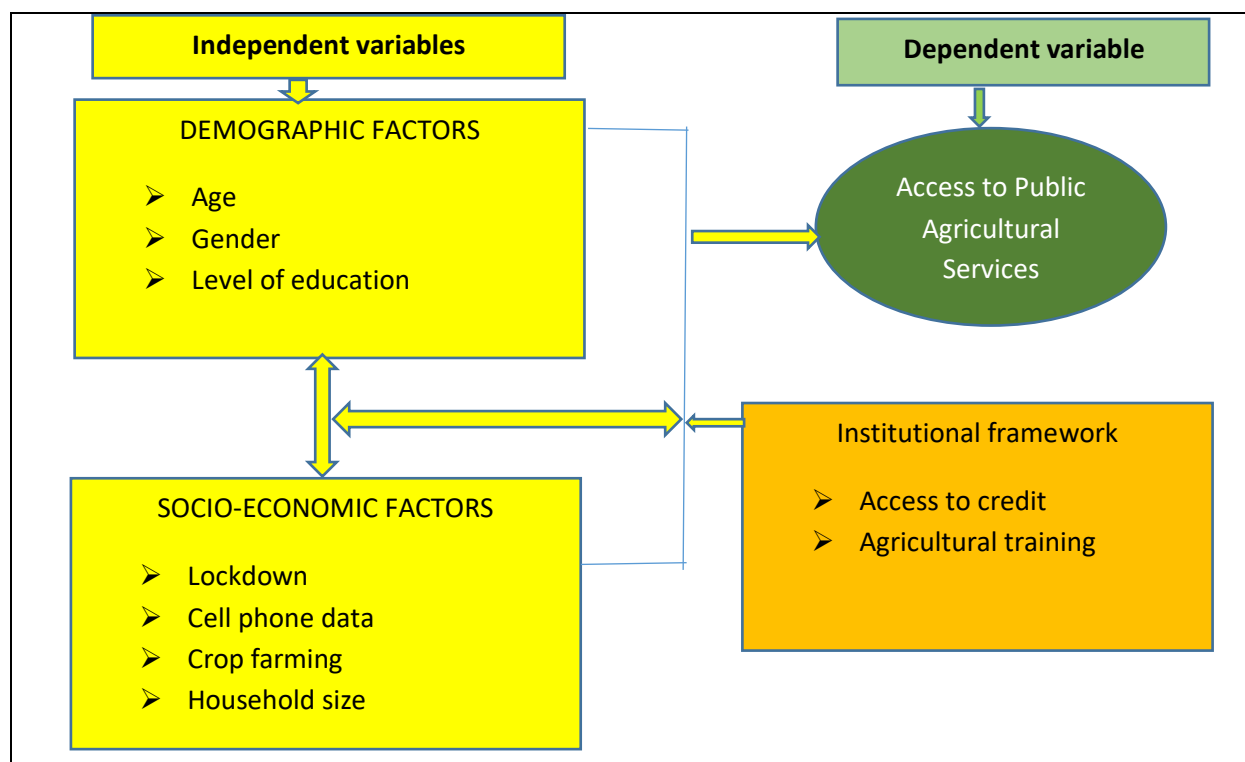 Independent variables
DEMOGRAPHIC FACTORS
➢ Age
➢ Gender
➢ Level of education
SOCIO-ECONOMIC FACTORS
➢ Lockdown
➢ Cell phone data
➢ Crop farming
➢ Household size
Dependent variable
Access to Public
Agricultural
Services
Institutional framework
➢ Access to credit
➢ Agricultural training